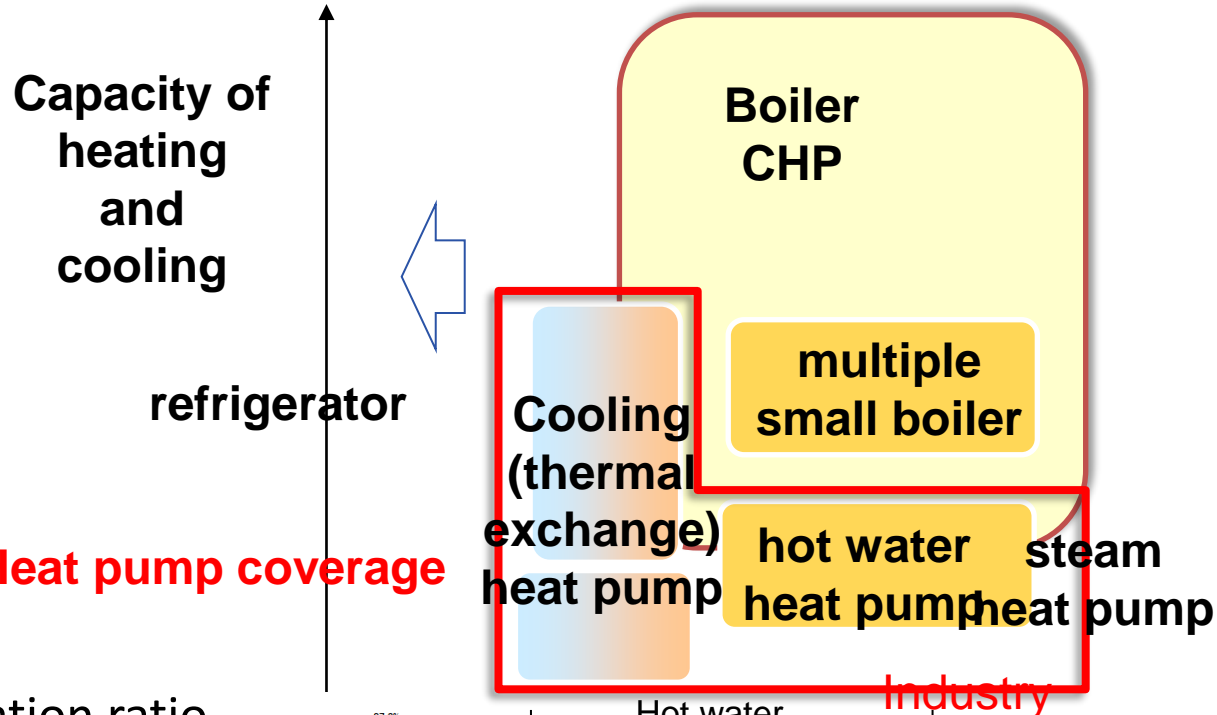 Capacity of
heating
and
cooling
Boiler
CHP
multiple
small boiler
refrigerator
Cooling
(thermal
exchange)
heat pump
hot water
heat pump
steam
heat pump
pump coverage
Industry
ratio
Hot water